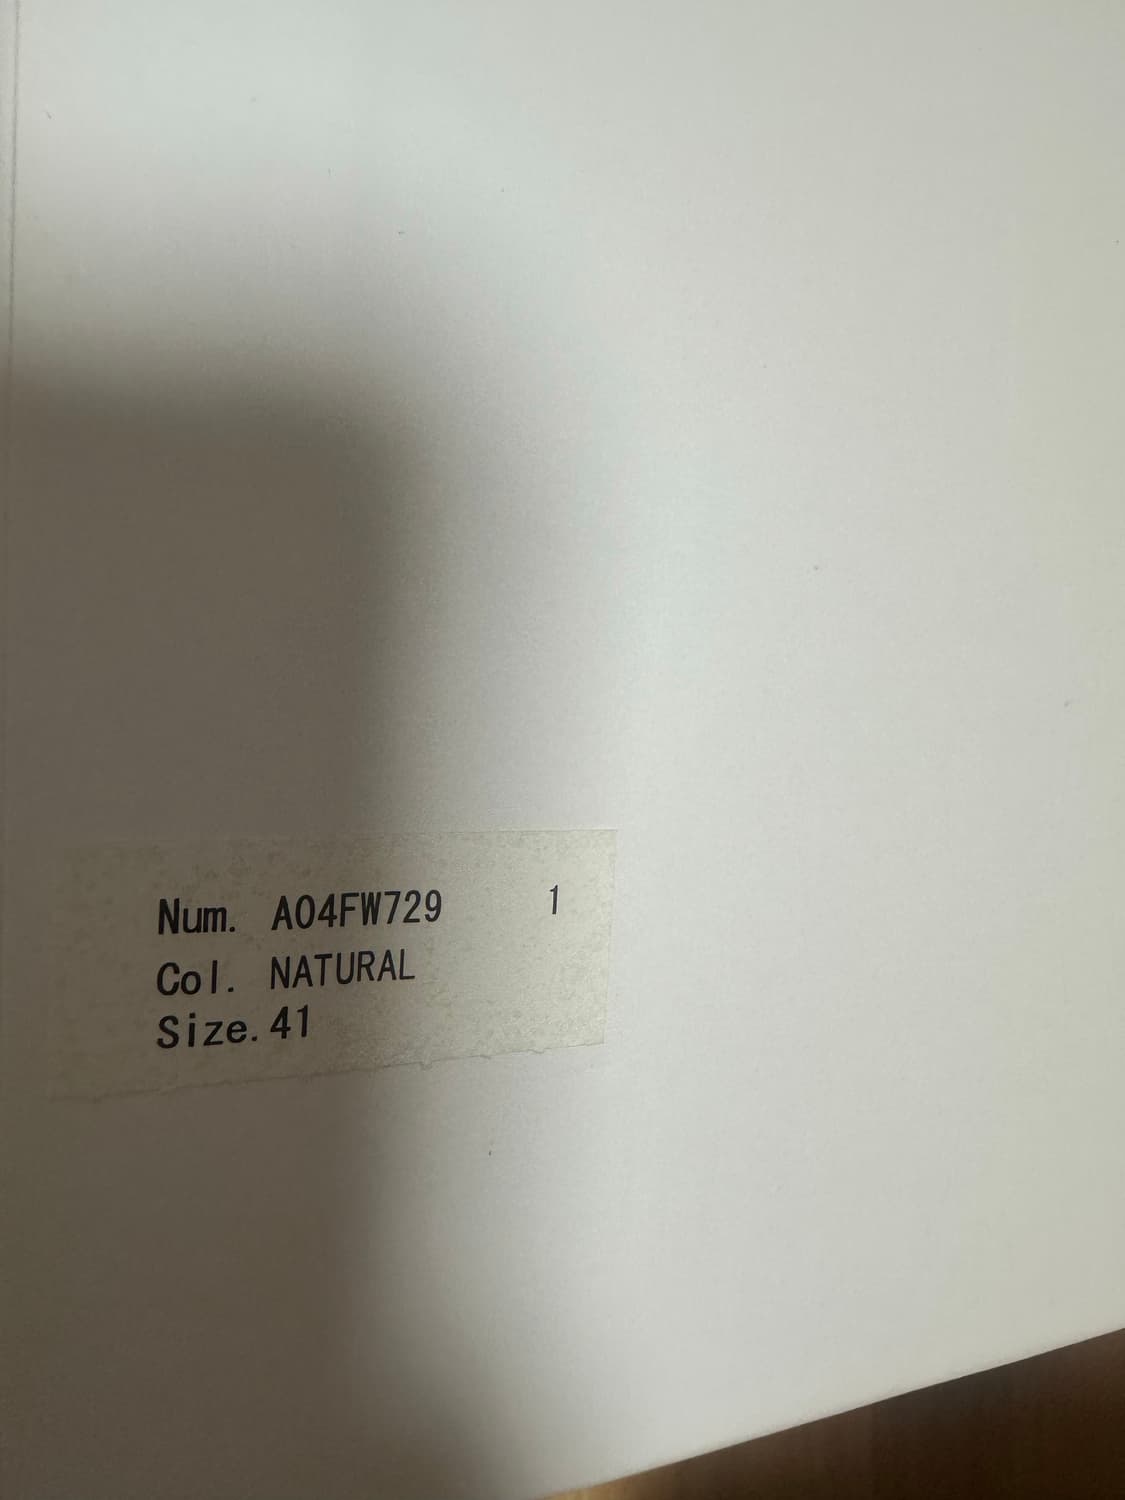 Num. A04FW729 1
Col. NATURAL
Size. 41